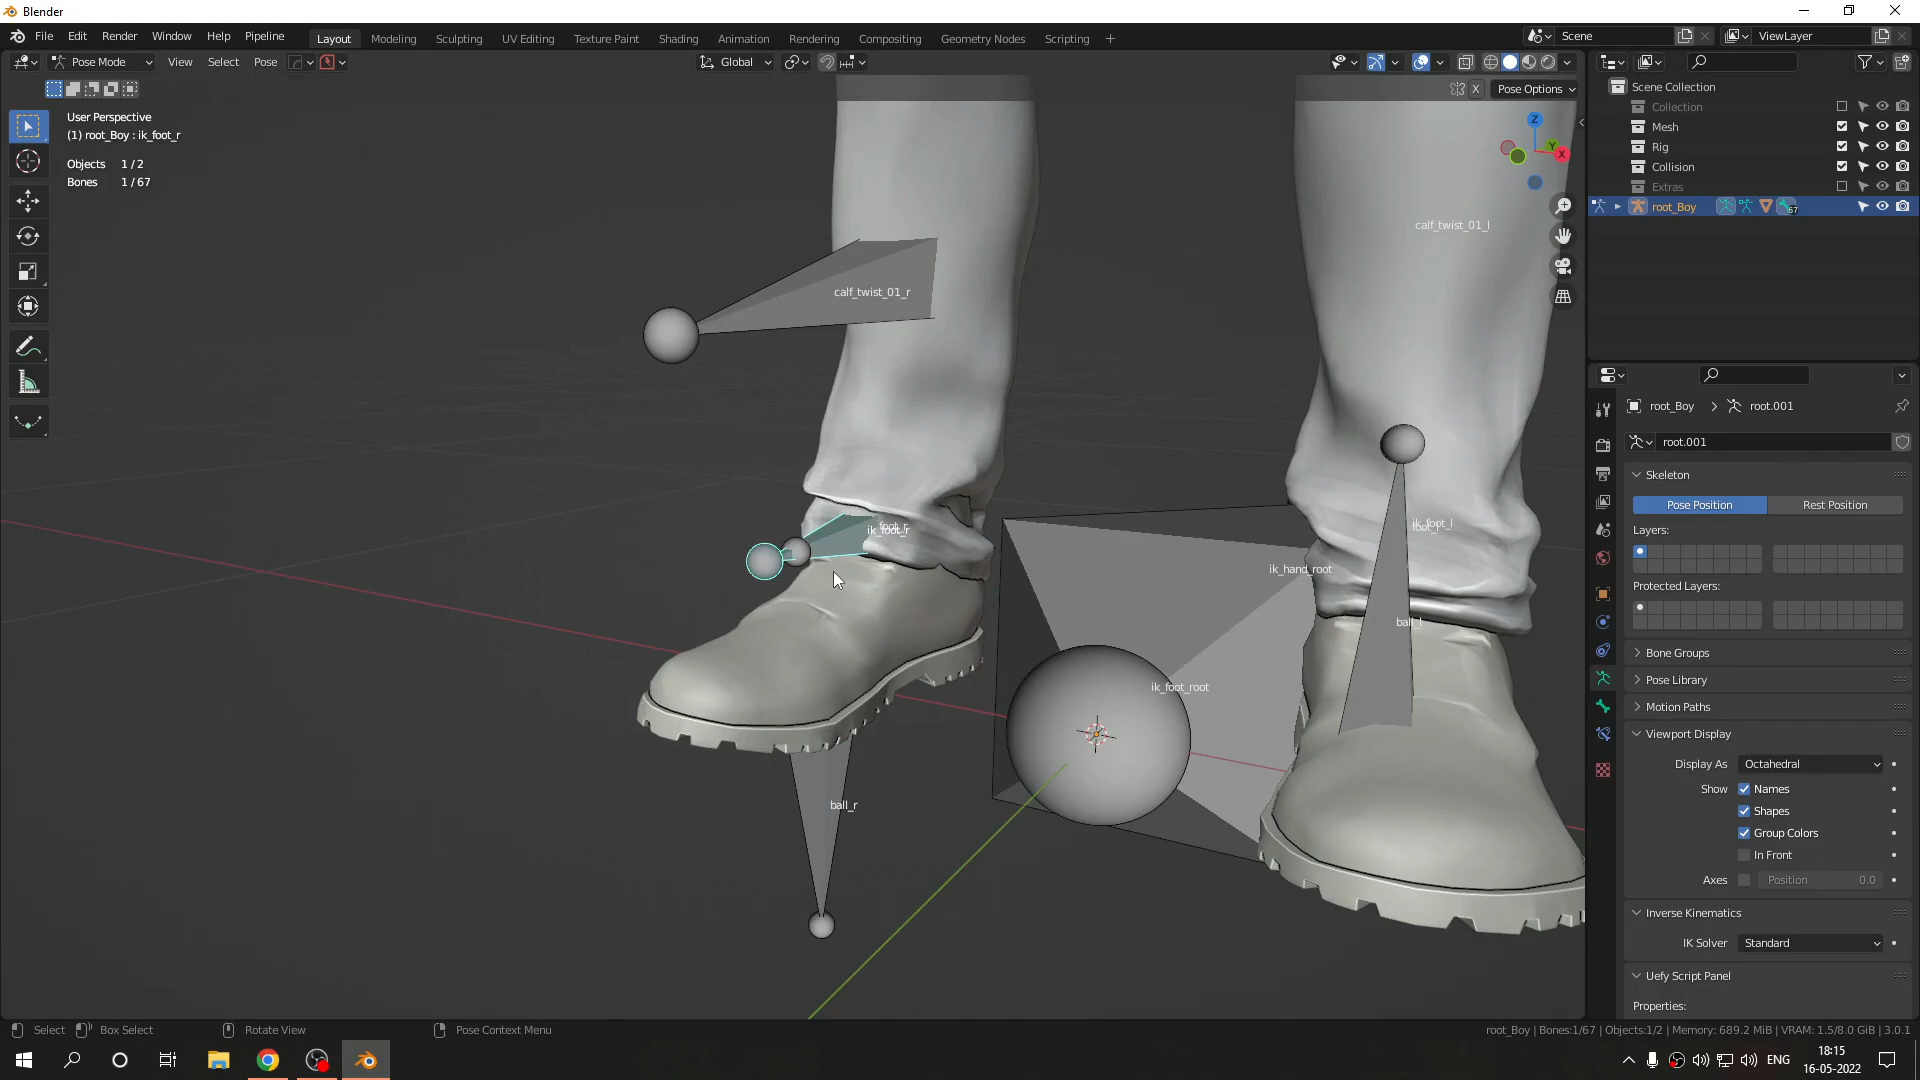 Blender
File Edit Render Window Help Pipeline
Layout Modeling Sculpting UV Editing Texture Paint Shading Animation Rendering Compositing Geometry Nodes Scripting +
Scene
ViewLayer
Pose Mode View Select Pose
Global
X
Pose Options
User Perspective
(1) root_Boy : ik_foot_r
Objects 1 / 2
Bones 1 / 67
Z
Y
X
calf_twist_01_l
calf_twist_01_r
ik_foot_r
ik_foot_l
ik_hand_root
ball_l
ik_foot_root
ball_r
Scene Collection
Collection
Mesh
Rig
Collision
Extras
root_Boy
67
root_Boy > root.001
root.001
Skeleton
Pose Position Rest Position
Layers:
Protected Layers:
Bone Groups
Pose Library
Motion Paths
Viewport Display
Display As Octahedral
Show Names
Shapes
Group Colors
In Front
Axes Position 0.0
Inverse Kinematics
IK Solver Standard
Uefy Script Panel
Properties:
Select Box Select Rotate View Pose Context Menu
root_Boy | Bones:1/67 | Objects:1/2 | Memory: 689.2 MiB | VRAM: 1.5/8.0 GiB | 3.0.1
ENG
18:15
16-05-2022